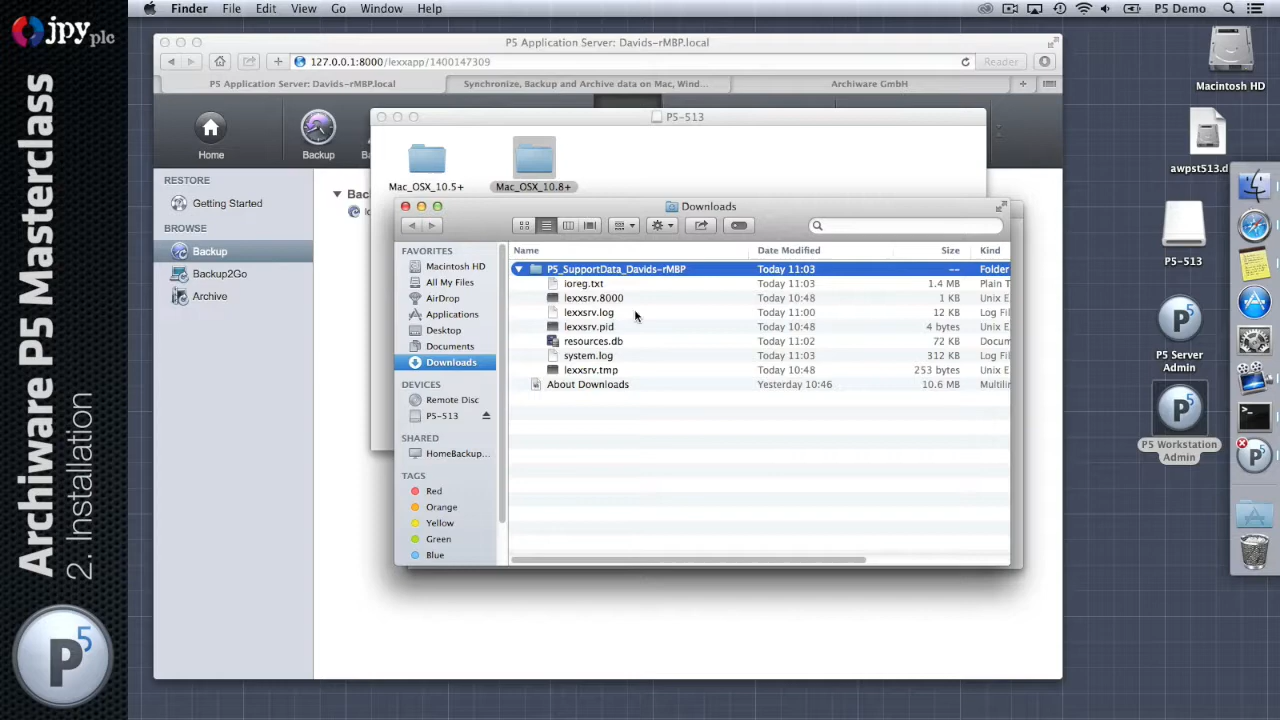 jpy plc
Archiware P5 Masterclass
2. Installation
P5
Finder File Edit View Go Window Help
P5 Demo
P5 Application Server: Davids-rMBP.local
127.0.0.1:8000/lexxapp/1400147309
Reader
P5 Application Server: Davids-rMBP.local
Synchronize, Backup and Archive data on Mac, Wind...
Archiware GmbH
Home
Backup
RESTORE
Getting Started
BROWSE
Backup
Backup2Go
Archive
P5-513
Mac_OSX_10.5+
Mac_OSX_10.8+
Downloads
FAVORITES
Macintosh HD
All My Files
AirDrop
Applications
Desktop
Documents
Downloads
DEVICES
Remote Disc
P5-513
SHARED
HomeBackup...
TAGS
Red
Orange
Yellow
Green
Blue
Name Date Modified Size Kind
P5_SupportData_Davids-rMBP Today 11:03 -- Folder
ioreg.txt Today 11:03 1.4 MB Plain T
lexxsrv.8000 Today 10:48 1 KB Unix E
lexxsrv.log Today 11:00 12 KB Log Fil
lexxsrv.pid Today 10:48 4 bytes Unix E
resources.db Today 11:02 72 KB Docum
system.log Today 11:03 312 KB Log Fil
lexxsrv.tmp Today 10:48 253 bytes Unix E
About Downloads Yesterday 10:46 10.6 MB Multilin
Macintosh HD
awpst513.d
P5-513
P5 Server
Admin
P5 Workstation
Admin